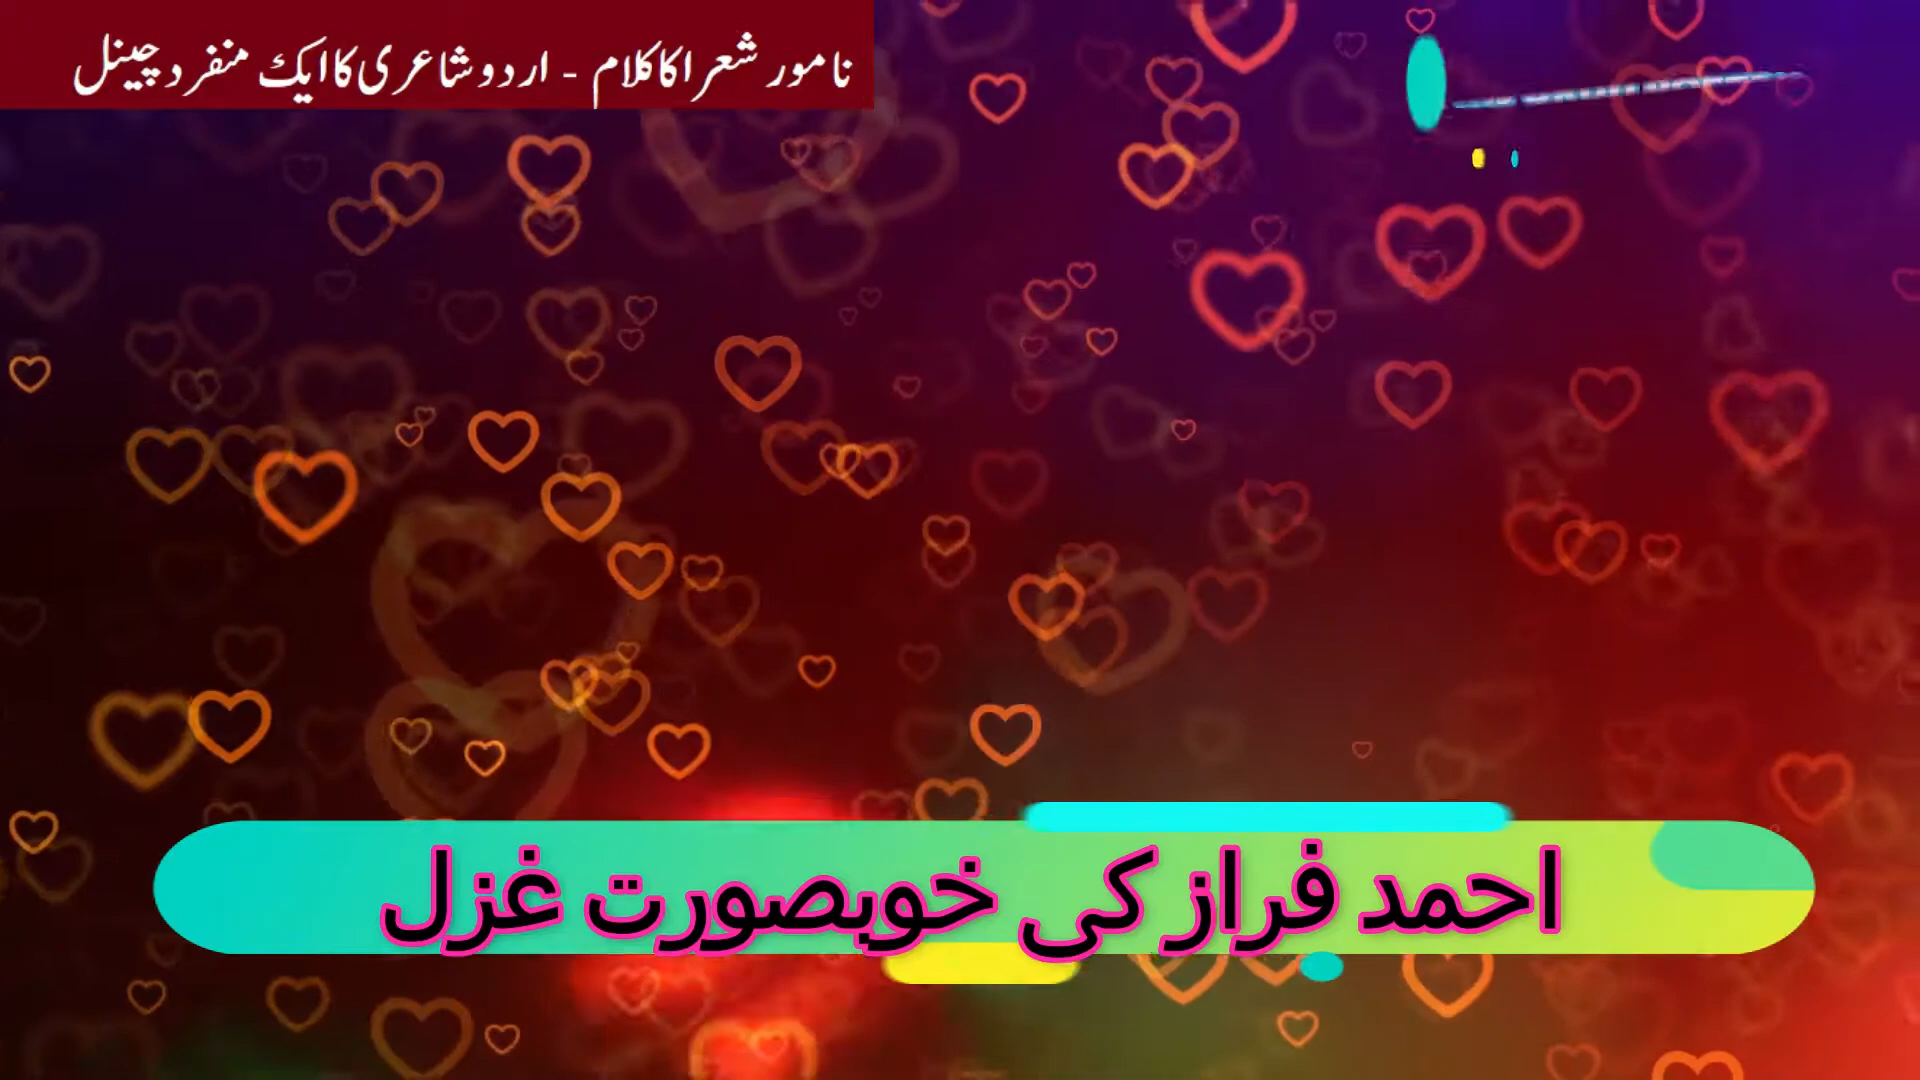 نامور شعرا کا کلام - اردو شاعری کا ایک منفرد چینل
احمد فراز کی خوبصورت غزل